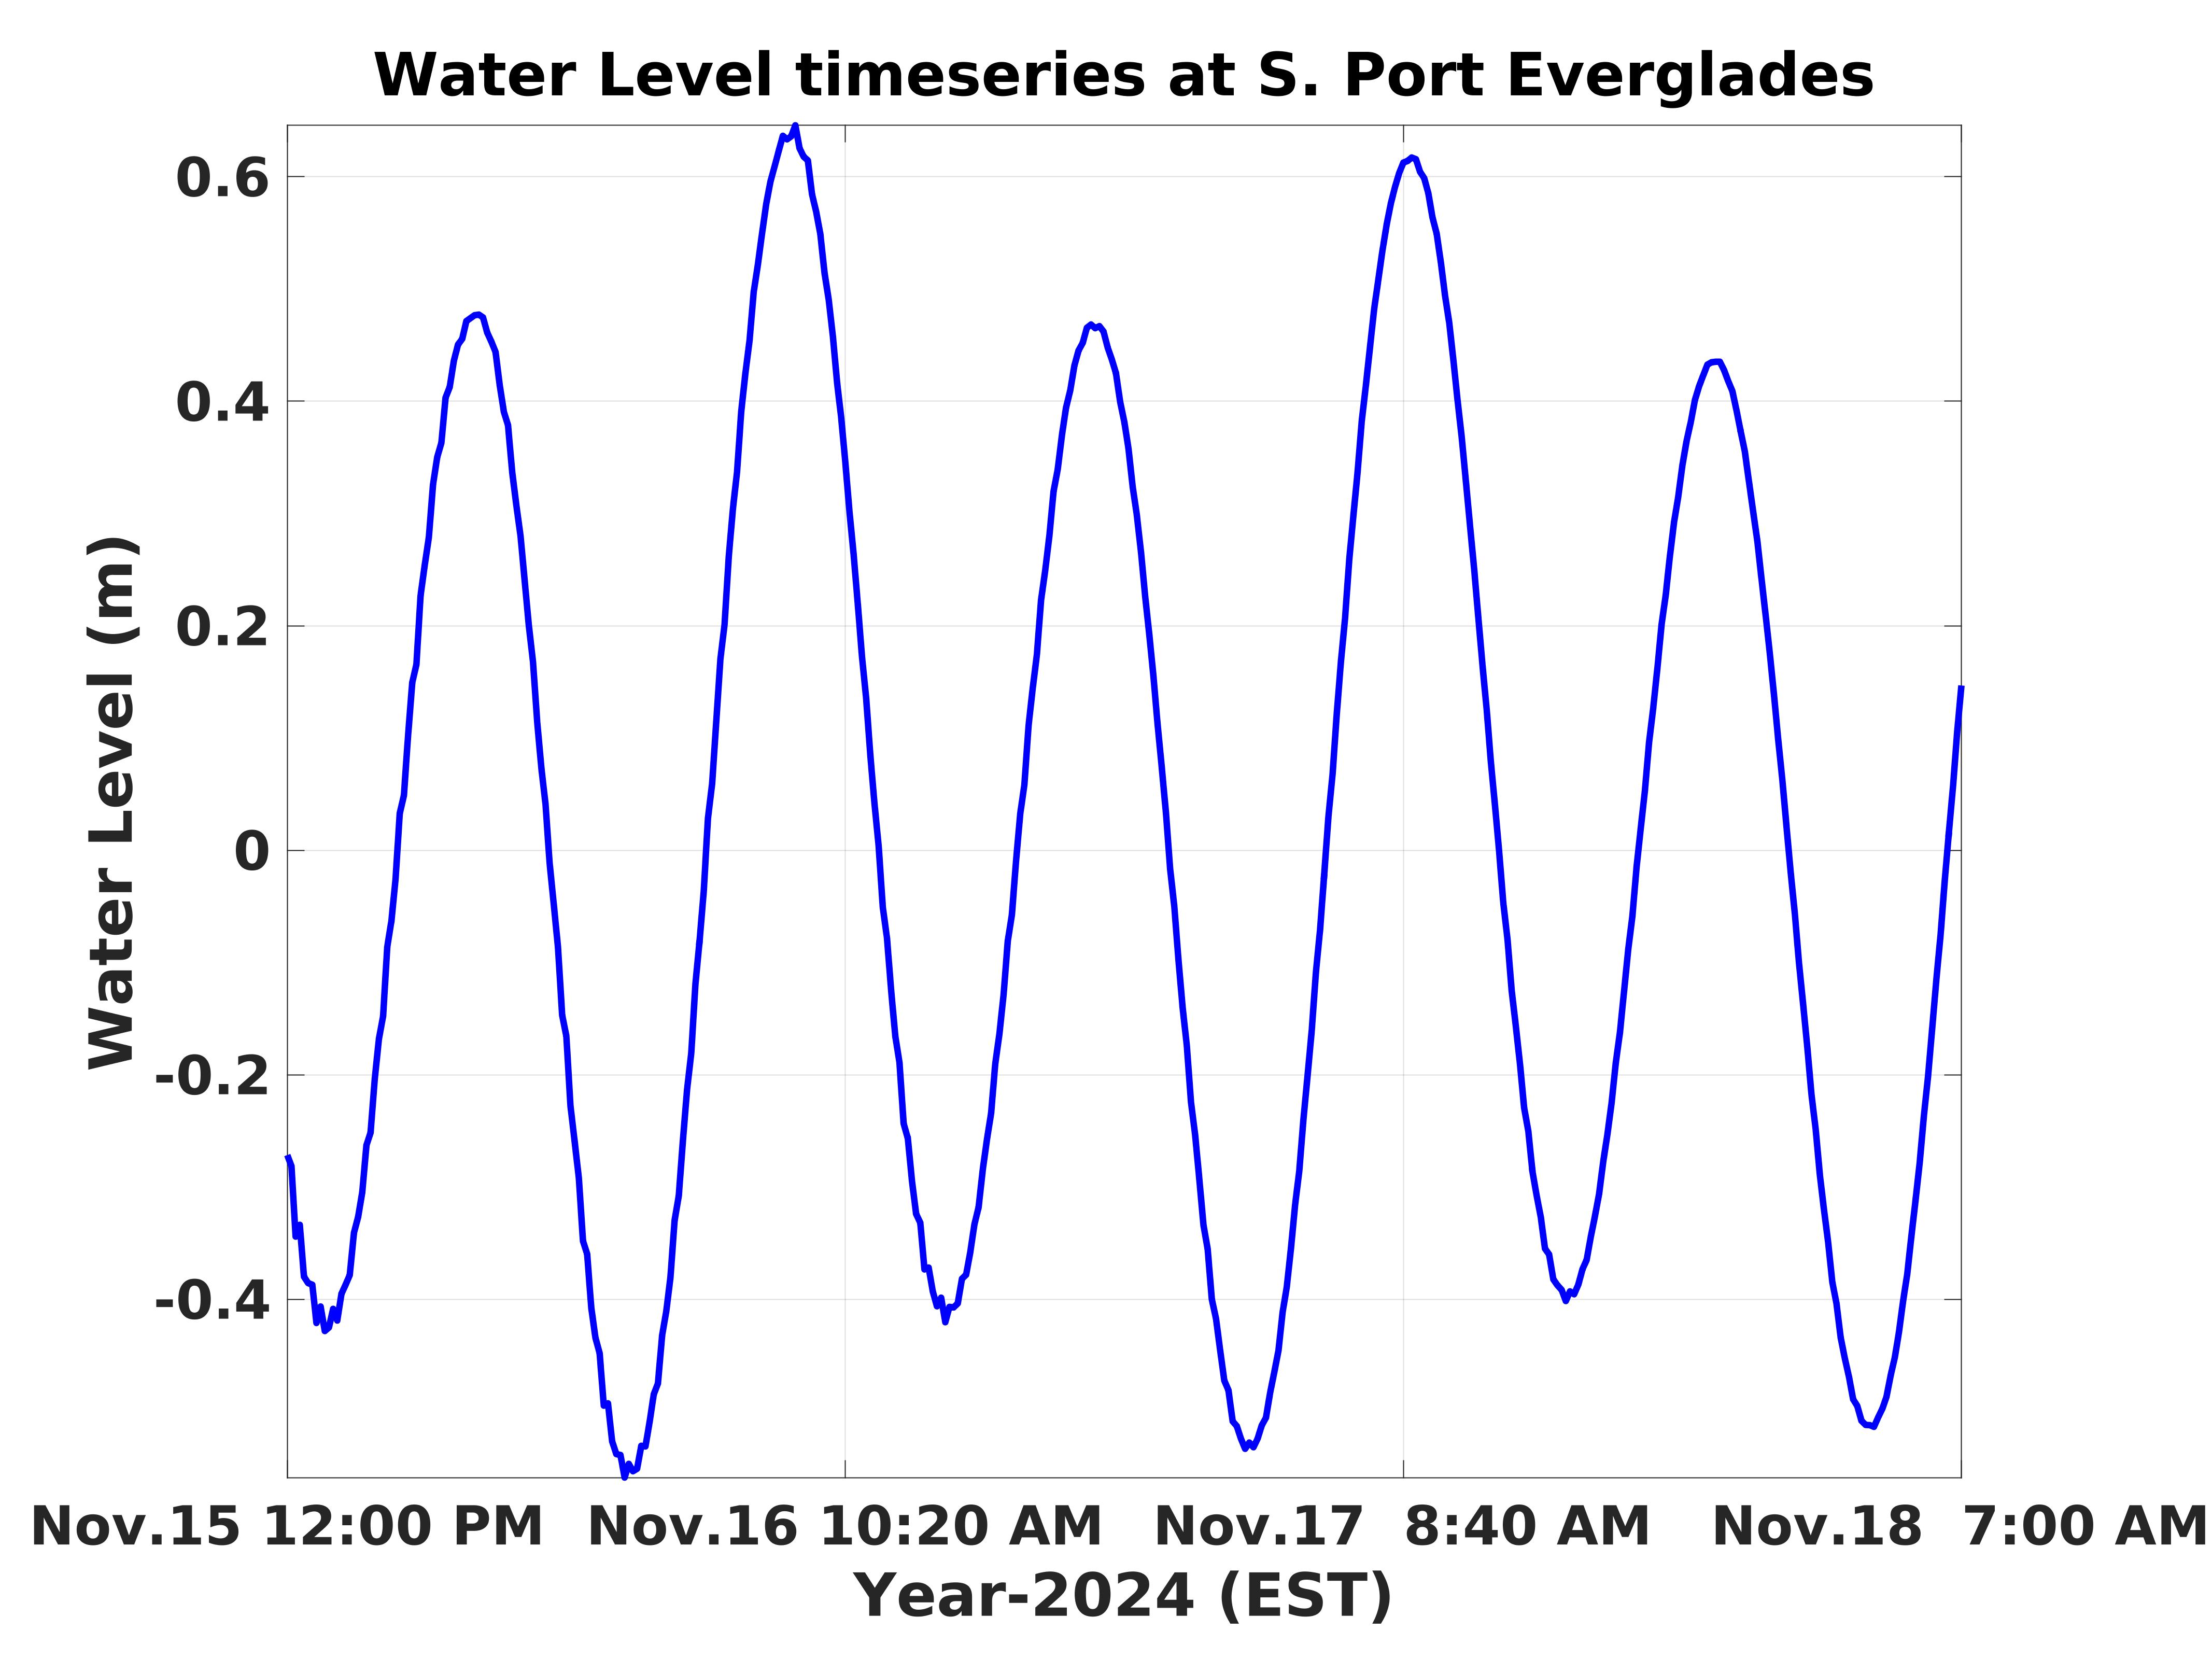 Water Level timeseries at S. Port Everglades
0.6
0.4
0.2
0
-0.2
-0.4
Water Level (m)
Nov.15 12:00 PM Nov.16 10:20 AM Nov.17 8:40 AM Nov.18 7:00 AM
Year-2024 (EST)